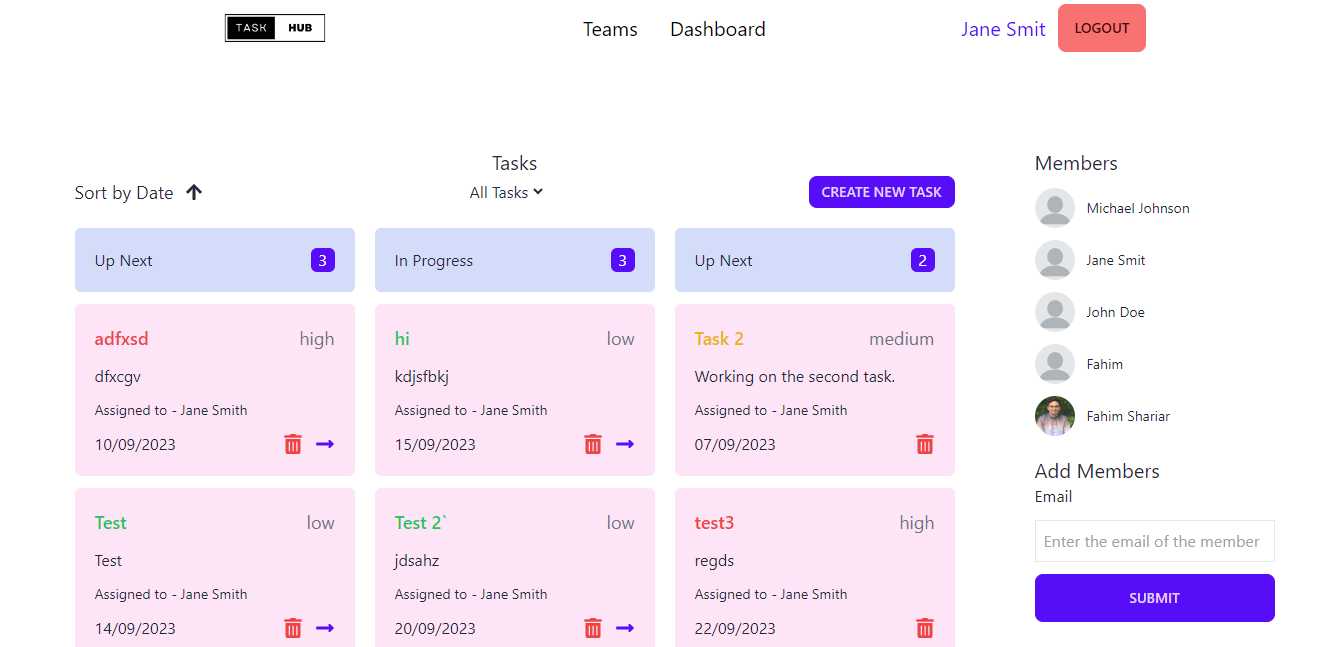 TASK HUB
Teams Dashboard
Jane Smit LOGOUT
Tasks
Sort by Date
All Tasks
CREATE NEW TASK
Up Next 3
adfxsd high
dfxcgv
Assigned to - Jane Smith
10/09/2023
Test low
Test
Assigned to - Jane Smith
14/09/2023
In Progress 3
hi low
kdjsfbkj
Assigned to - Jane Smith
15/09/2023
Test 2` low
jdsahz
Assigned to - Jane Smith
20/09/2023
Up Next 2
Task 2 medium
Working on the second task.
Assigned to - Jane Smith
07/09/2023
test3 high
regds
Assigned to - Jane Smith
22/09/2023
Members
Michael Johnson
Jane Smit
John Doe
Fahim
Fahim Shariar
Add Members
Email
Enter the email of the member
SUBMIT